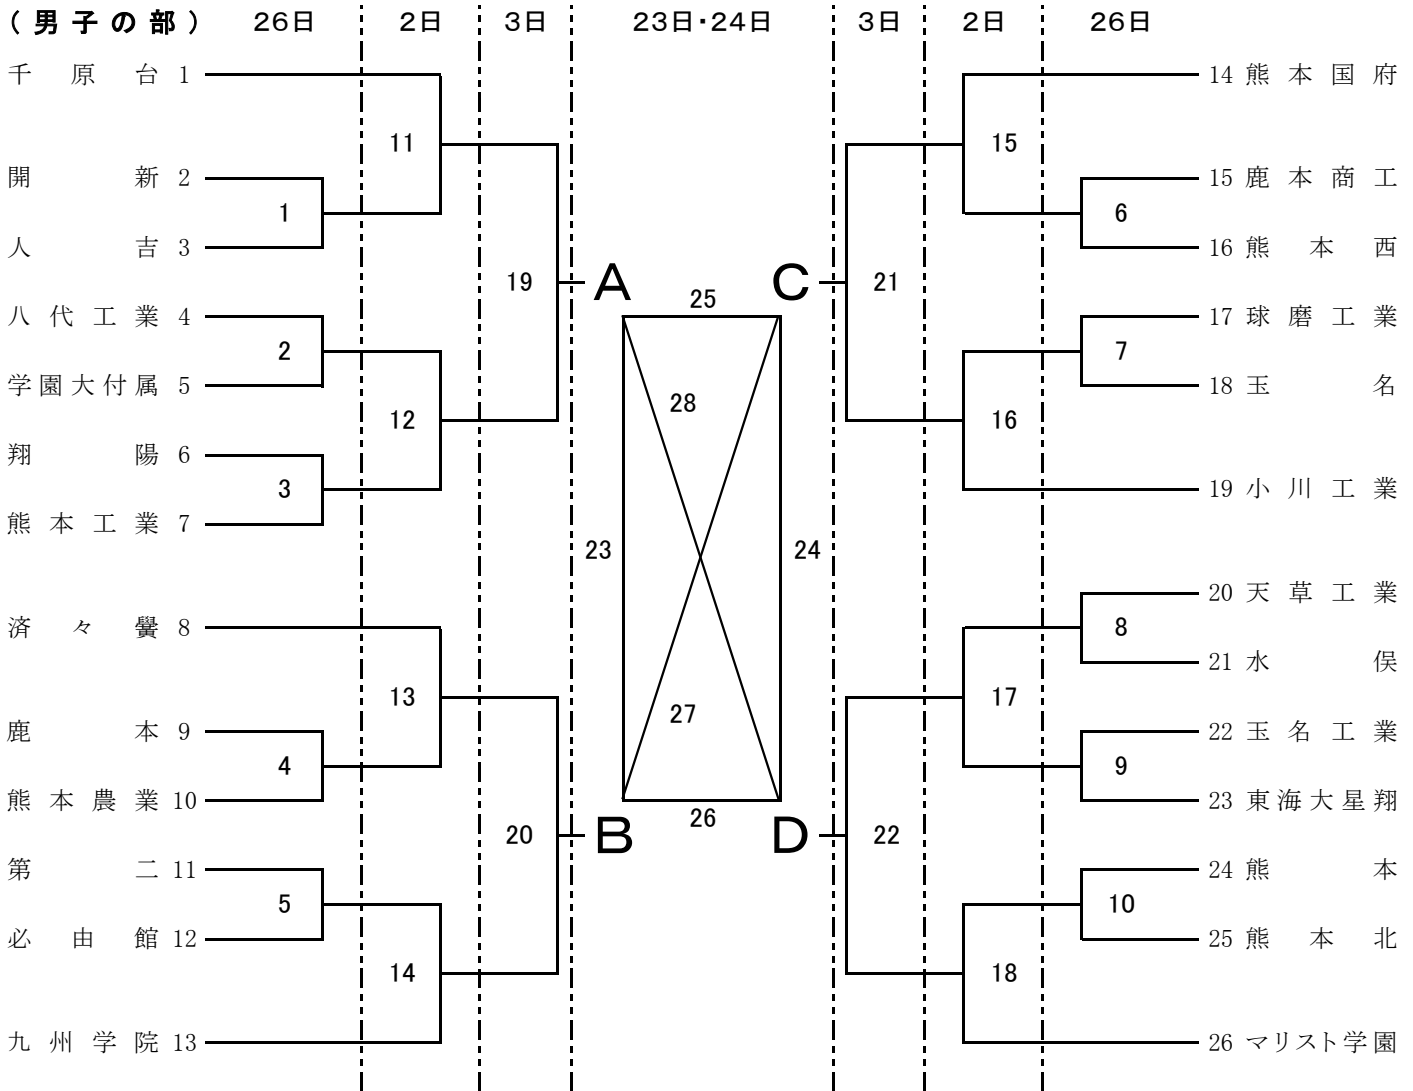 (男子の部) 26日 2日 3日 23日・24日 3日 2日 26日
千原台 1 14 熊本国府
11 15
開新 2 15 鹿本商工
1 6
人吉 3 16 熊本西
19 A C 21
25
八代工業 4 17 球磨工業
2 7
学園大付属 5 18 玉名
28
12 16
翔陽 6
3 19 小川工業
熊本工業 7
23 24
20 天草工業
済々黌 8 8
21 水俣
13 27 17
鹿本 9 22 玉名工業
4 9
熊本農業 10 23 東海大星翔
26
20 B D 22
第二 11 24 熊本
5 10
必由館 12 25 熊本北
14 18
九州学院 13 26 マリスト学園